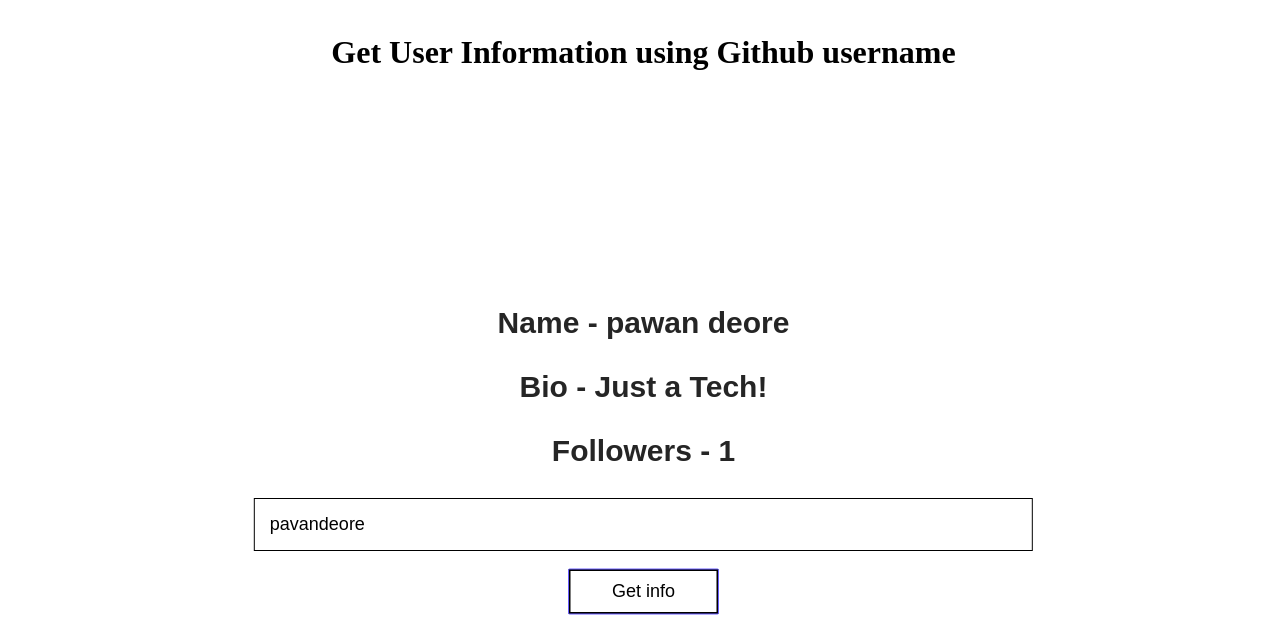 Get User Information using Github username
Name - pawan deore
Bio - Just a Tech!
Followers - 1
pavandeore
Get info